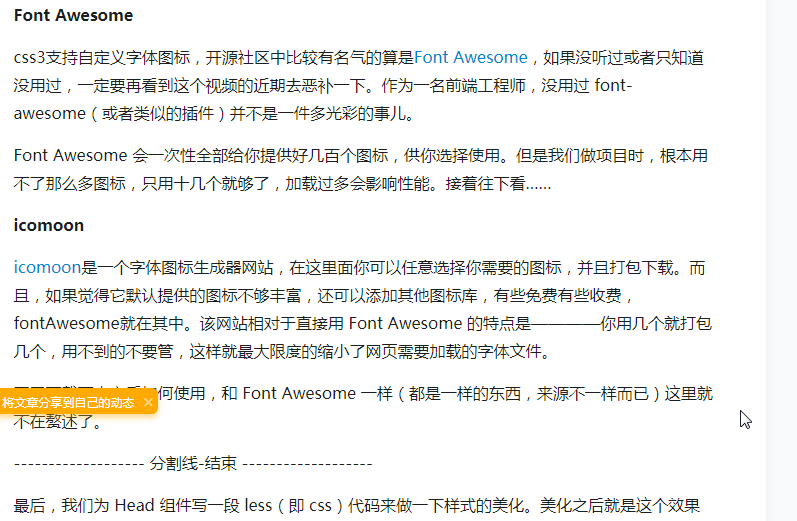 Font Awesome
css3支持自定义字体图标，开源社区中比较有名气的算是Font Awesome，如果没听过或者只知道
没用过，一定要再看到这个视频的近期去恶补一下。作为一名前端工程师，没用过 font-
awesome（或者类似的插件）并不是一件多光彩的事儿。
Font Awesome 会一次性全部给你提供好几百个图标，供你选择使用。但是我们做项目时，根本用
不了那么多图标，只用十几个就够了，加载过多会影响性能。接着往下看......
icomoon
icomoon是一个字体图标生成器网站，在这里面你可以任意选择你需要的图标，并且打包下载。而
且，如果觉得它默认提供的图标不够丰富，还可以添加其他图标库，有些免费有些收费，
fontAwesome就在其中。该网站相对于直接用 Font Awesome 的特点是————你用几个就打包
几个，用不到的不要管，这样就最大限度的缩小了网页需要加载的字体文件。
何使用，和 Font Awesome 一样（都是一样的东西，来源不一样而已）这里就
将文章分享到自己的动态 ×
不在螯述了。
------------------- 分割线-结束 -------------------
最后，我们为 Head 组件写一段 less（即 css）代码来做一下样式的美化。美化之后就是这个效果